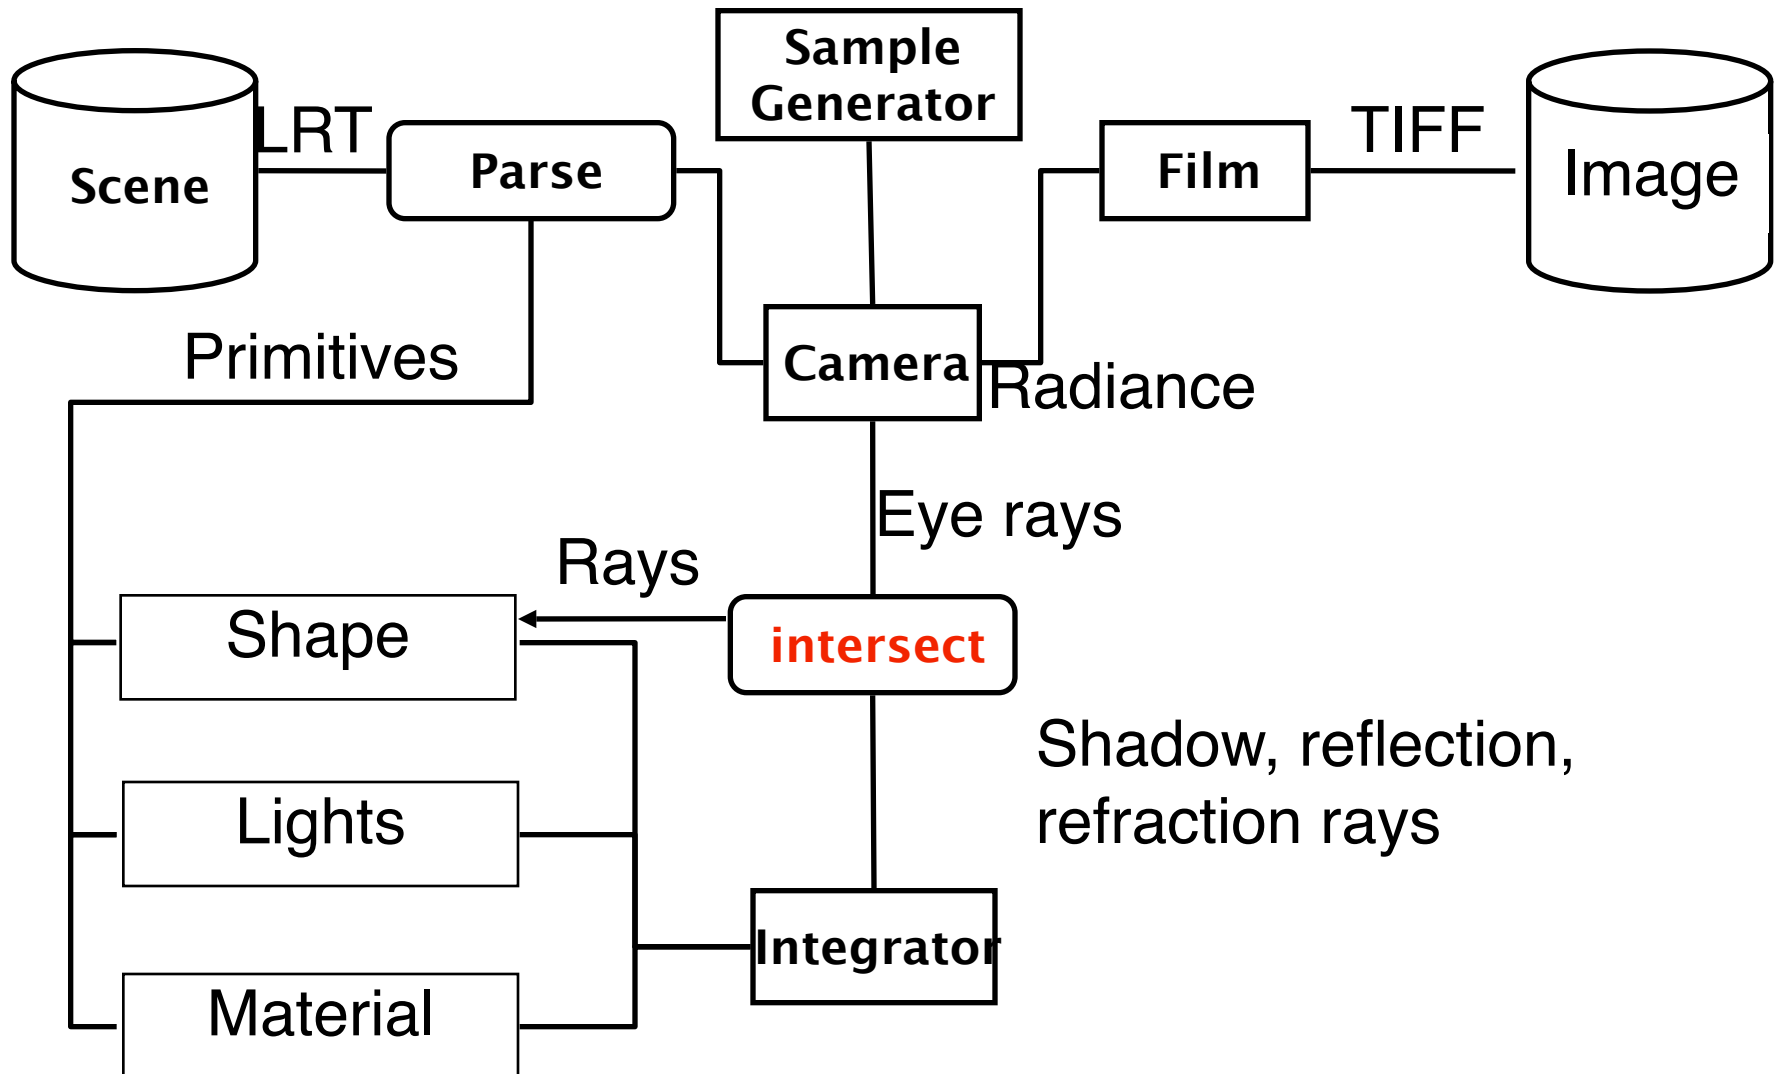 Sample
Generator
LRT
TIFF
Scene
Parse
Film
Image
Primitives
Camera
Radiance
Eye rays
Rays
Shape
intersect
Shadow, reflection,
refraction rays
Lights
Integrator
Material